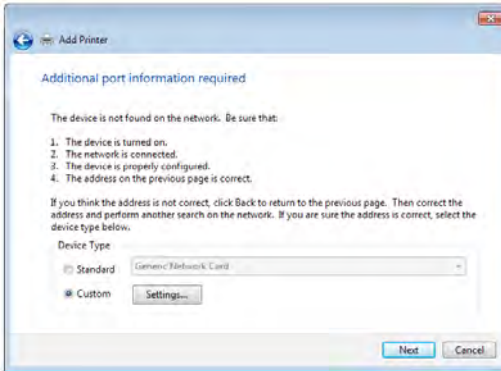 Add Printer
Additional port information required
The device is not found on the network. Be sure that:
1. The device is turned on.
2. The network is connected.
3. The device is properly configured.
4. The address on the previous page is correct.
If you think the address is not correct, click Back to return to the previous page. Then correct the
address and perform another search on the network. If you are sure the address is correct, select the
device type below.
Device Type
Standard
Generic Network Card
Custom
Settings...
Next
Cancel